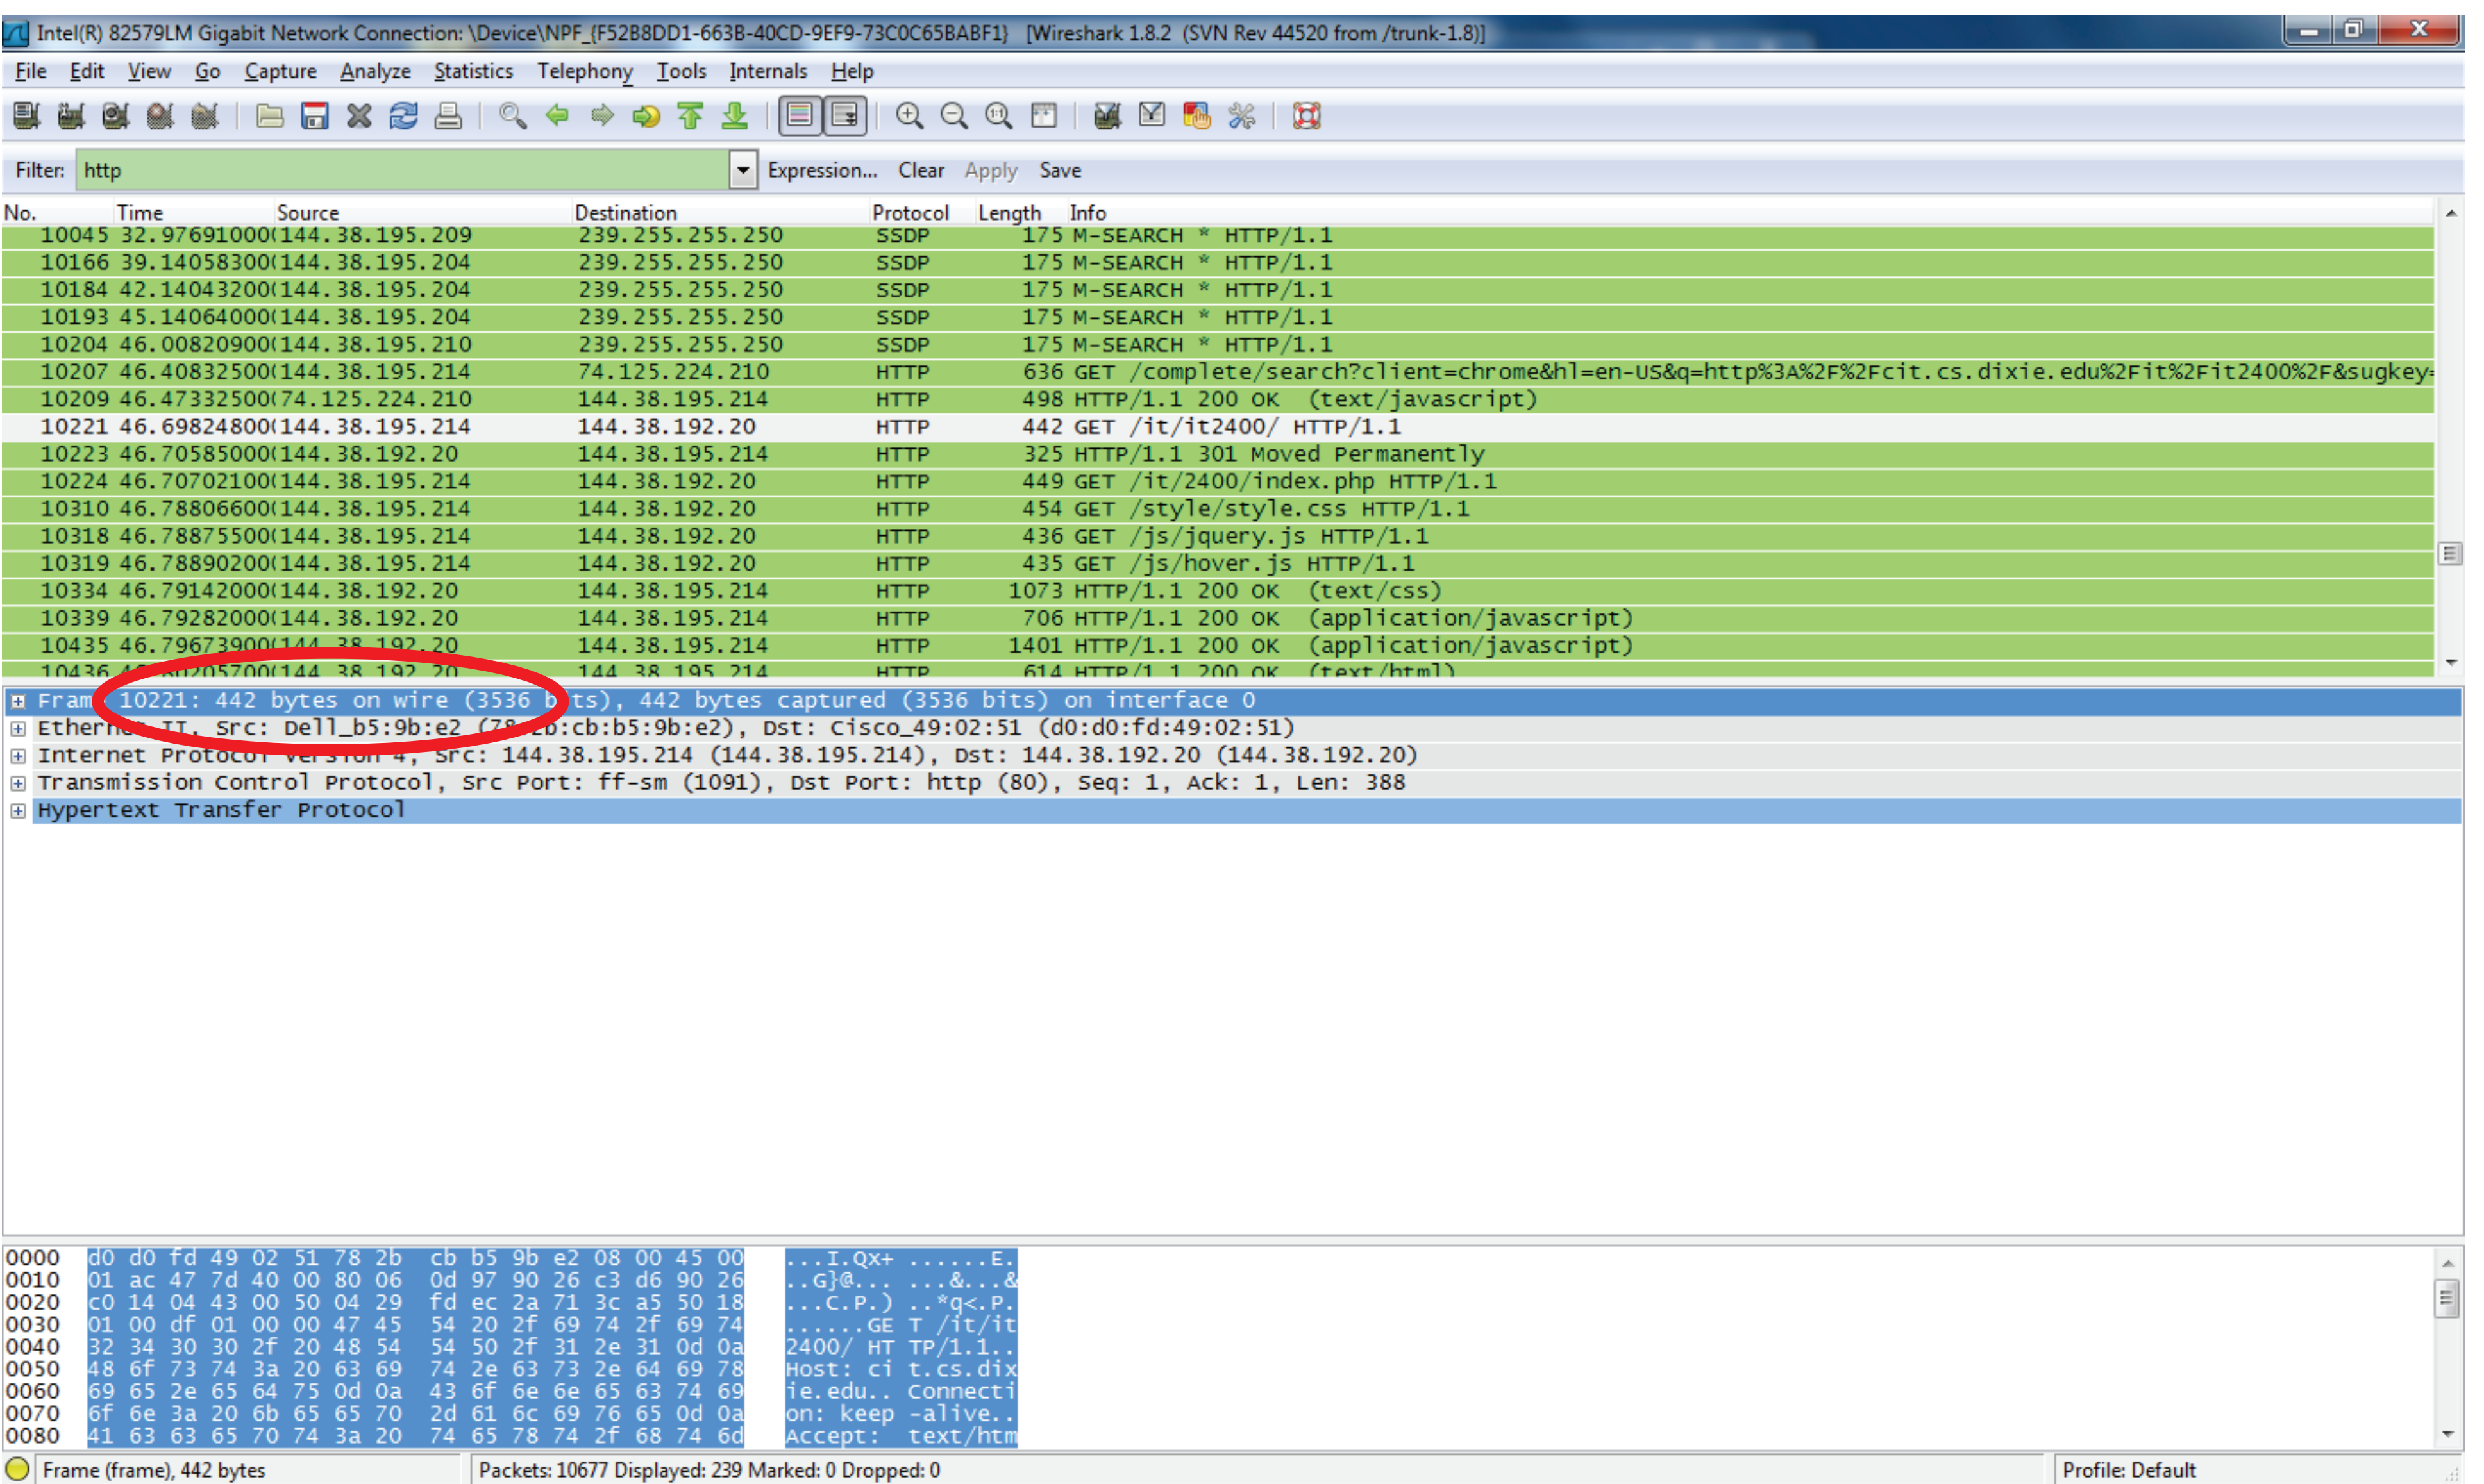 Intel(R) 82579LM Gigabit Network Connection: \Device\NPF_{F52B8DD1-663B-40CD-9EF9-73C0C65BABF1} [Wireshark 1.8.2 (SVN Rev 44520 from /trunk-1.8)]
File Edit View Go Capture Analyze Statistics Telephony Tools Internals Help
Filter: http Expression... Clear Apply Save
No. Time Source Destination Protocol Length Info
10045 32.97691000(144.38.195.209 239.255.255.250 SSDP 175 M-SEARCH * HTTP/1.1
10166 39.14058300(144.38.195.204 239.255.255.250 SSDP 175 M-SEARCH * HTTP/1.1
10184 42.14043200(144.38.195.204 239.255.255.250 SSDP 175 M-SEARCH * HTTP/1.1
10193 45.14064000(144.38.195.204 239.255.255.250 SSDP 175 M-SEARCH * HTTP/1.1
10204 46.00820900(144.38.195.210 239.255.255.250 SSDP 175 M-SEARCH * HTTP/1.1
10207 46.40832500(144.38.195.214 74.125.224.210 HTTP 636 GET /complete/search?client=chrome&hl=en-US&q=http%3A%2F%2Fcit.cs.dixie.edu%2Fit%2Fit2400%2F&sugkey=
10209 46.47332500(74.125.224.210 144.38.195.214 HTTP 498 HTTP/1.1 200 OK (text/javascript)
10221 46.69824800(144.38.195.214 144.38.192.20 HTTP 442 GET /it/it2400/ HTTP/1.1
10223 46.70585000(144.38.192.20 144.38.195.214 HTTP 325 HTTP/1.1 301 Moved Permanently
10224 46.70702100(144.38.195.214 144.38.192.20 HTTP 449 GET /it/2400/index.php HTTP/1.1
10310 46.78806600(144.38.195.214 144.38.192.20 HTTP 454 GET /style/style.css HTTP/1.1
10318 46.78875500(144.38.195.214 144.38.192.20 HTTP 436 GET /js/jquery.js HTTP/1.1
10319 46.78890200(144.38.195.214 144.38.192.20 HTTP 435 GET /js/hover.js HTTP/1.1
10334 46.79142000(144.38.192.20 144.38.195.214 HTTP 1073 HTTP/1.1 200 OK (text/css)
10339 46.79282000(144.38.192.20 144.38.195.214 HTTP 706 HTTP/1.1 200 OK (application/javascript)
10435 46.79673900(144.38.192.20 144.38.195.214 HTTP 1401 HTTP/1.1 200 OK (application/javascript)
10436 144.38.192.20 144.38.195.214 HTTP 614 HTTP/1.1 200 OK (text/html)
Frame 10221: 442 bytes on wire (3536 bits), 442 bytes captured (3536 bits) on interface 0
Ethernet II, Src: Dell_b5:9b:e2 (78:2b:cb:b5:9b:e2), Dst: Cisco_49:02:51 (d0:d0:fd:49:02:51)
Internet Protocol Version 4, Src: 144.38.195.214 (144.38.195.214), Dst: 144.38.192.20 (144.38.192.20)
Transmission Control Protocol, Src Port: ff-sm (1091), Dst Port: http (80), Seq: 1, Ack: 1, Len: 388
Hypertext Transfer Protocol
0000 d0 d0 fd 49 02 51 78 2b cb b5 9b e2 08 00 45 00 ...I.Qx+ ......E.
0010 01 ac 47 7d 40 00 80 06 0d 97 90 26 c3 d6 90 26 ..G}@... ...&...&
0020 c0 14 04 43 00 50 04 29 fd ec 2a 71 3c a5 50 18 ...C.P.) ..*q<.P.
0030 01 00 df 01 00 00 47 45 54 20 2f 69 74 2f 69 74 ......GE T /it/it
0040 32 34 30 30 2f 20 48 54 54 50 2f 31 2e 31 0d 0a 2400/ HT TP/1.1..
0050 48 6f 73 74 3a 20 63 69 74 2e 63 73 2e 64 69 78 Host: ci t.cs.dix
0060 69 65 2e 65 64 75 0d 0a 43 6f 6e 6e 65 63 74 69 ie.edu.. Connecti
0070 6f 6e 3a 20 6b 65 65 70 2d 61 6c 69 76 65 0d 0a on: keep -alive..
0080 41 63 63 65 70 74 3a 20 74 65 78 74 2f 68 74 6d Accept: text/htm
Frame (frame), 442 bytes Packets: 10677 Displayed: 239 Marked: 0 Dropped: 0 Profile: Default